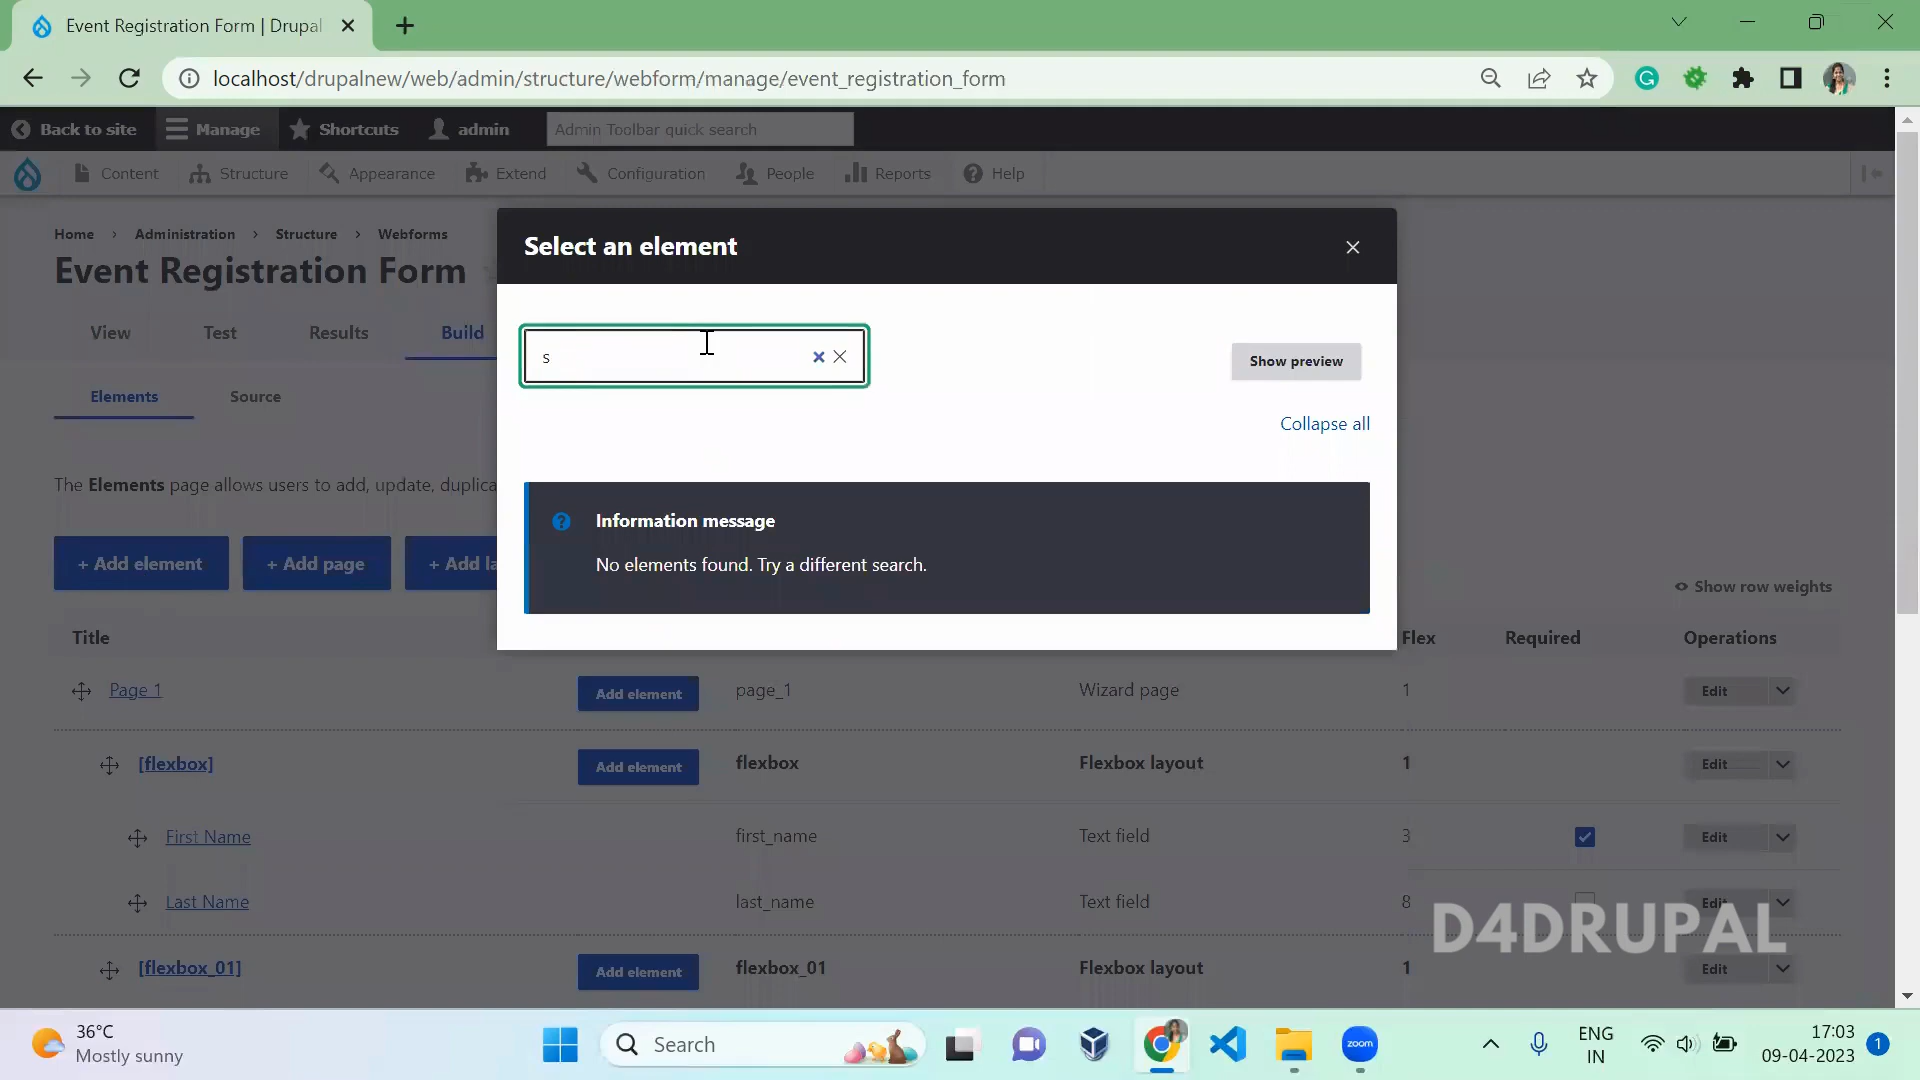 Event Registration Form | Drupal
localhost/drupalnew/web/admin/structure/webform/manage/event_registration_form
Back to site
Manage
Shortcuts
admin
Admin Toolbar quick search
Content
Structure
Appearance
Extend
Configuration
People
Reports
Help
Home > Administration > Structure > Webforms
Event Registration Form
View
Test
Results
Build
Elements
Source
The Elements page allows users to add, update, duplica
+ Add element
+ Add page
+ Add la
Select an element
s
Show preview
Collapse all
Information message
No elements found. Try a different search.
Show row weights
Title
Flex
Required
Operations
Page 1
Add element
page_1
Wizard page
1
Edit
[flexbox]
Add element
flexbox
Flexbox layout
1
Edit
First Name
first_name
Text field
3
Edit
Last Name
last_name
Text field
8
Edit
D4DRUPAL
[flexbox_01]
Add element
flexbox_01
Flexbox layout
1
Edit
36°C
Mostly sunny
Search
zoom
ENG
IN
17:03
09-04-2023
1